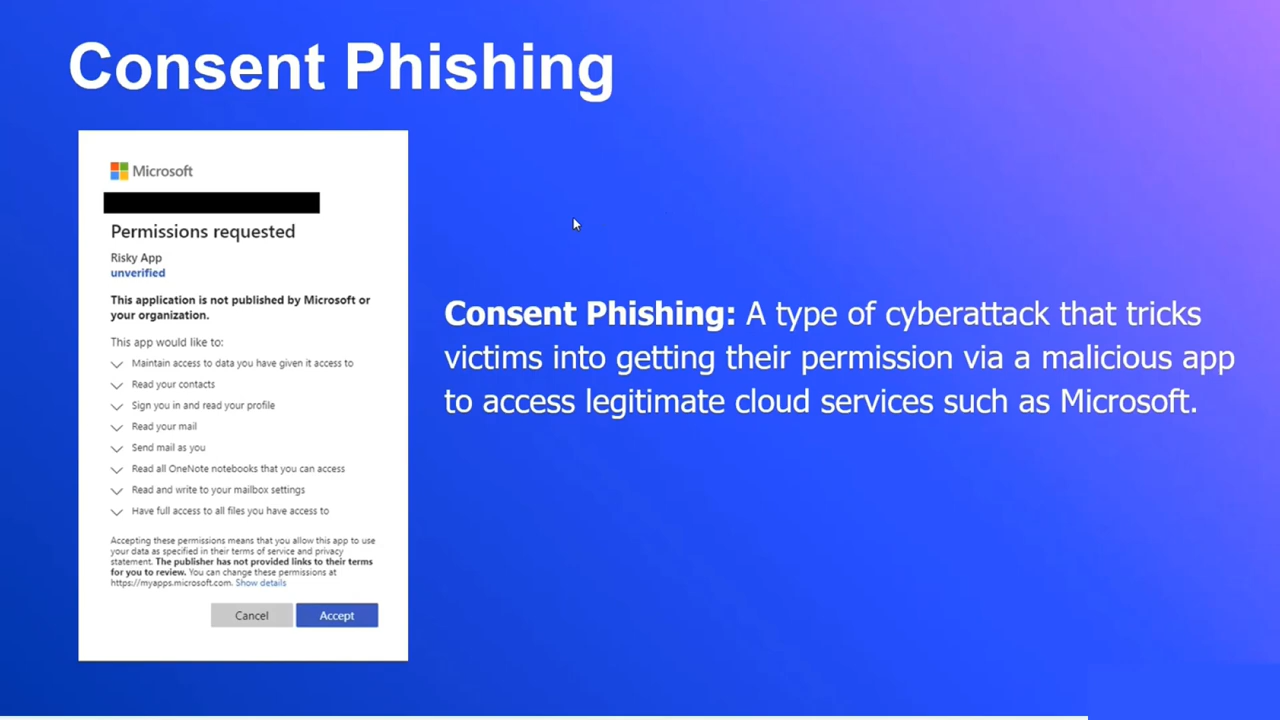 Consent Phishing
Microsoft
Permissions requested
Risky App
unverified
This application is not published by Microsoft or
your organization.
This app would like to:
Maintain access to data you have given it access to
Read your contacts
Sign you in and read your profile
Read your mail
Send mail as you
Read all OneNote notebooks that you can access
Read and write to your mailbox settings
Have full access to all files you have access to
Accepting these permissions means that you allow this app to use
your data as specified in their terms of service and privacy
statement. The publisher has not provided links to their terms
for you to review. You can change these permissions at
https://myapps.microsoft.com. Show details
Cancel
Accept
Consent Phishing: A type of cyberattack that tricks
victims into getting their permission via a malicious app
to access legitimate cloud services such as Microsoft.